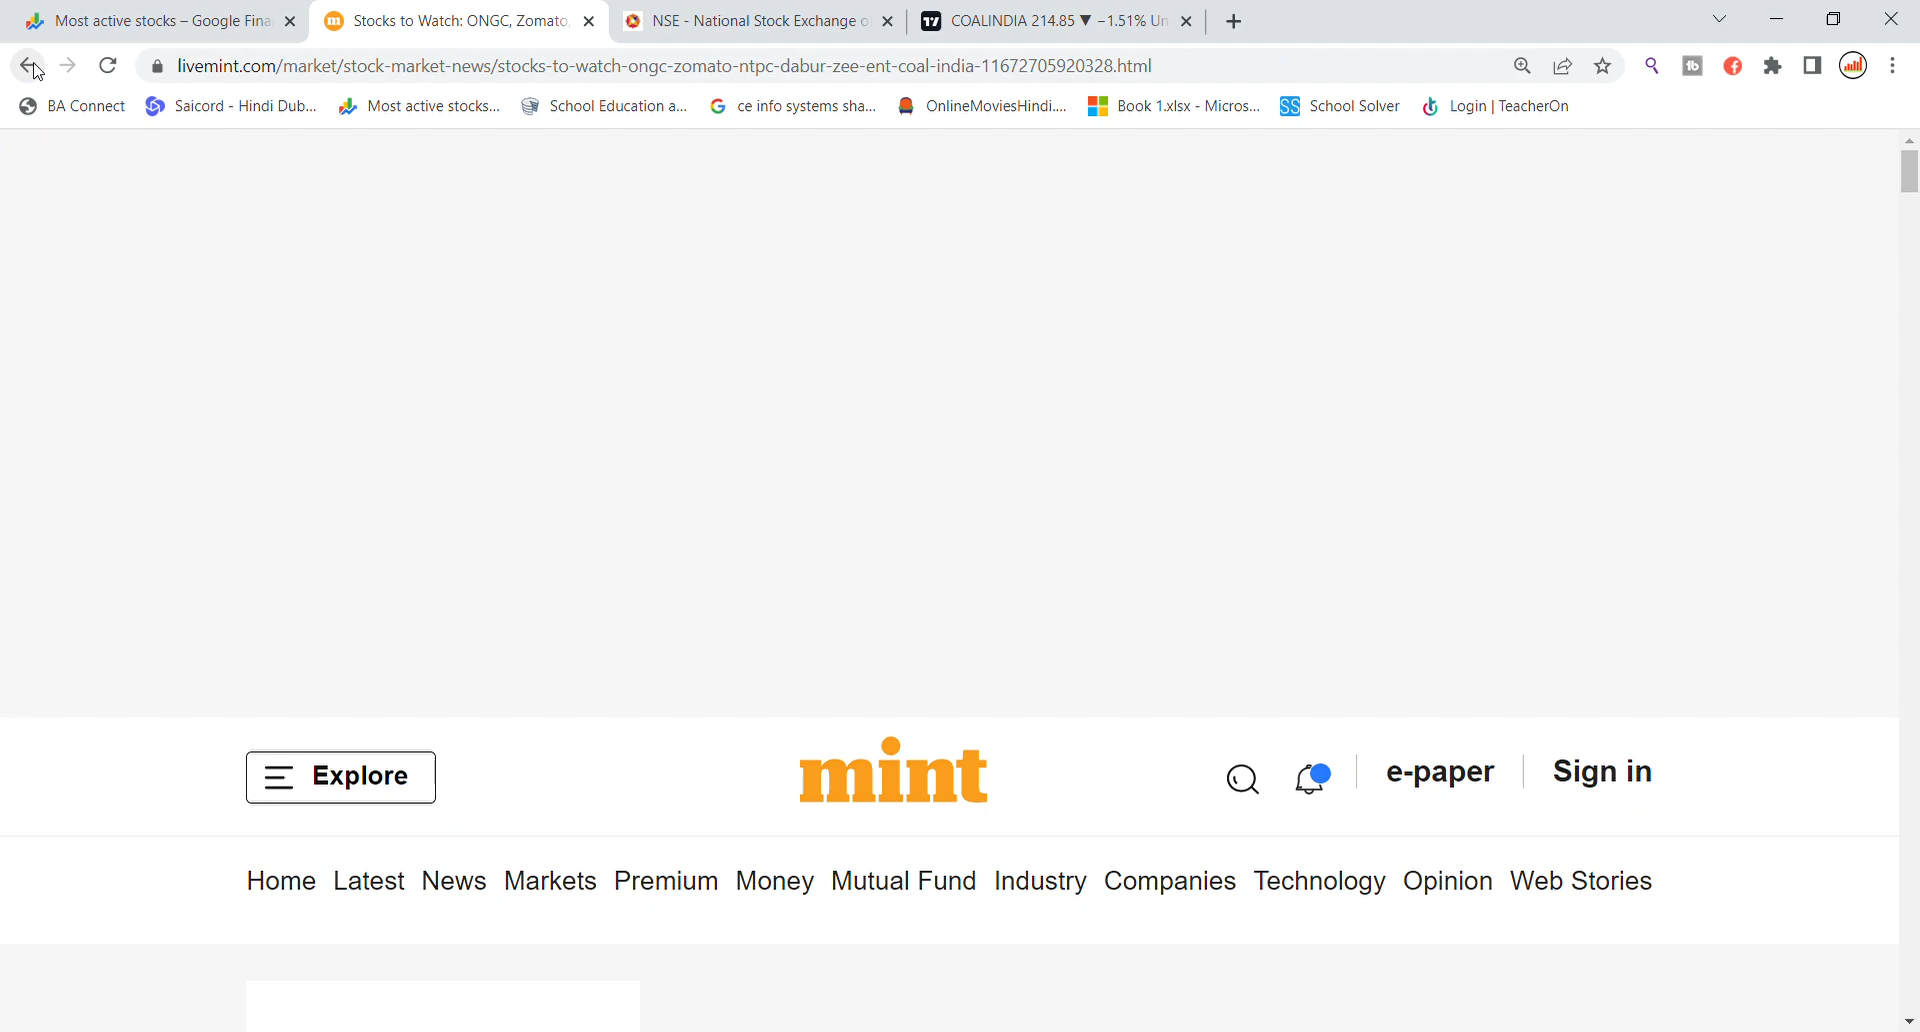 Most active stocks – Google Fina
Stocks to Watch: ONGC, Zomato,
NSE - National Stock Exchange o
COALINDIA 214.85 ▼ −1.51% Un
livemint.com/market/stock-market-news/stocks-to-watch-ongc-zomato-ntpc-dabur-zee-ent-coal-india-11672705920328.html
BA Connect
Saicord - Hindi Dub...
Most active stocks...
School Education a...
ce info systems sha...
OnlineMoviesHindi....
Book 1.xlsx - Micros...
SS School Solver
Login | TeacherOn
Explore
mint
e-paper
Sign in
Home Latest News Markets Premium Money Mutual Fund Industry Companies Technology Opinion Web Stories